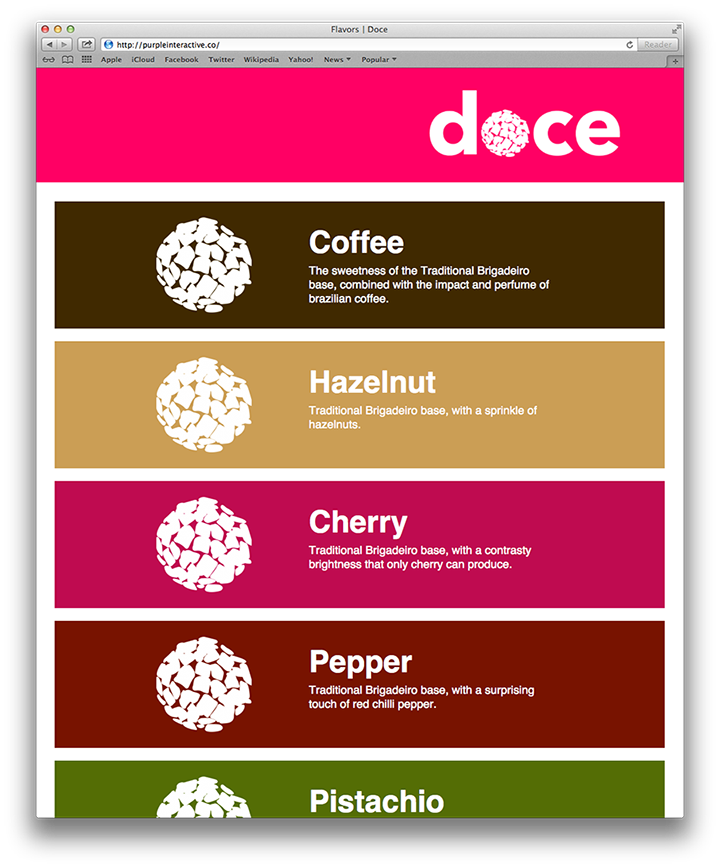 Flavors | Doce
http://purpleinteractive.co/
Reader
Apple iCloud Facebook Twitter Wikipedia Yahoo! News Popular
doce
Coffee
The sweetness of the Traditional Brigadeiro
base, combined with the impact and perfume of
brazilian coffee.
Hazelnut
Traditional Brigadeiro base, with a sprinkle of
hazelnuts.
Cherry
Traditional Brigadeiro base, with a contrasty
brightness that only cherry can produce.
Pepper
Traditional Brigadeiro base, with a surprising
touch of red chilli pepper.
Pistachio